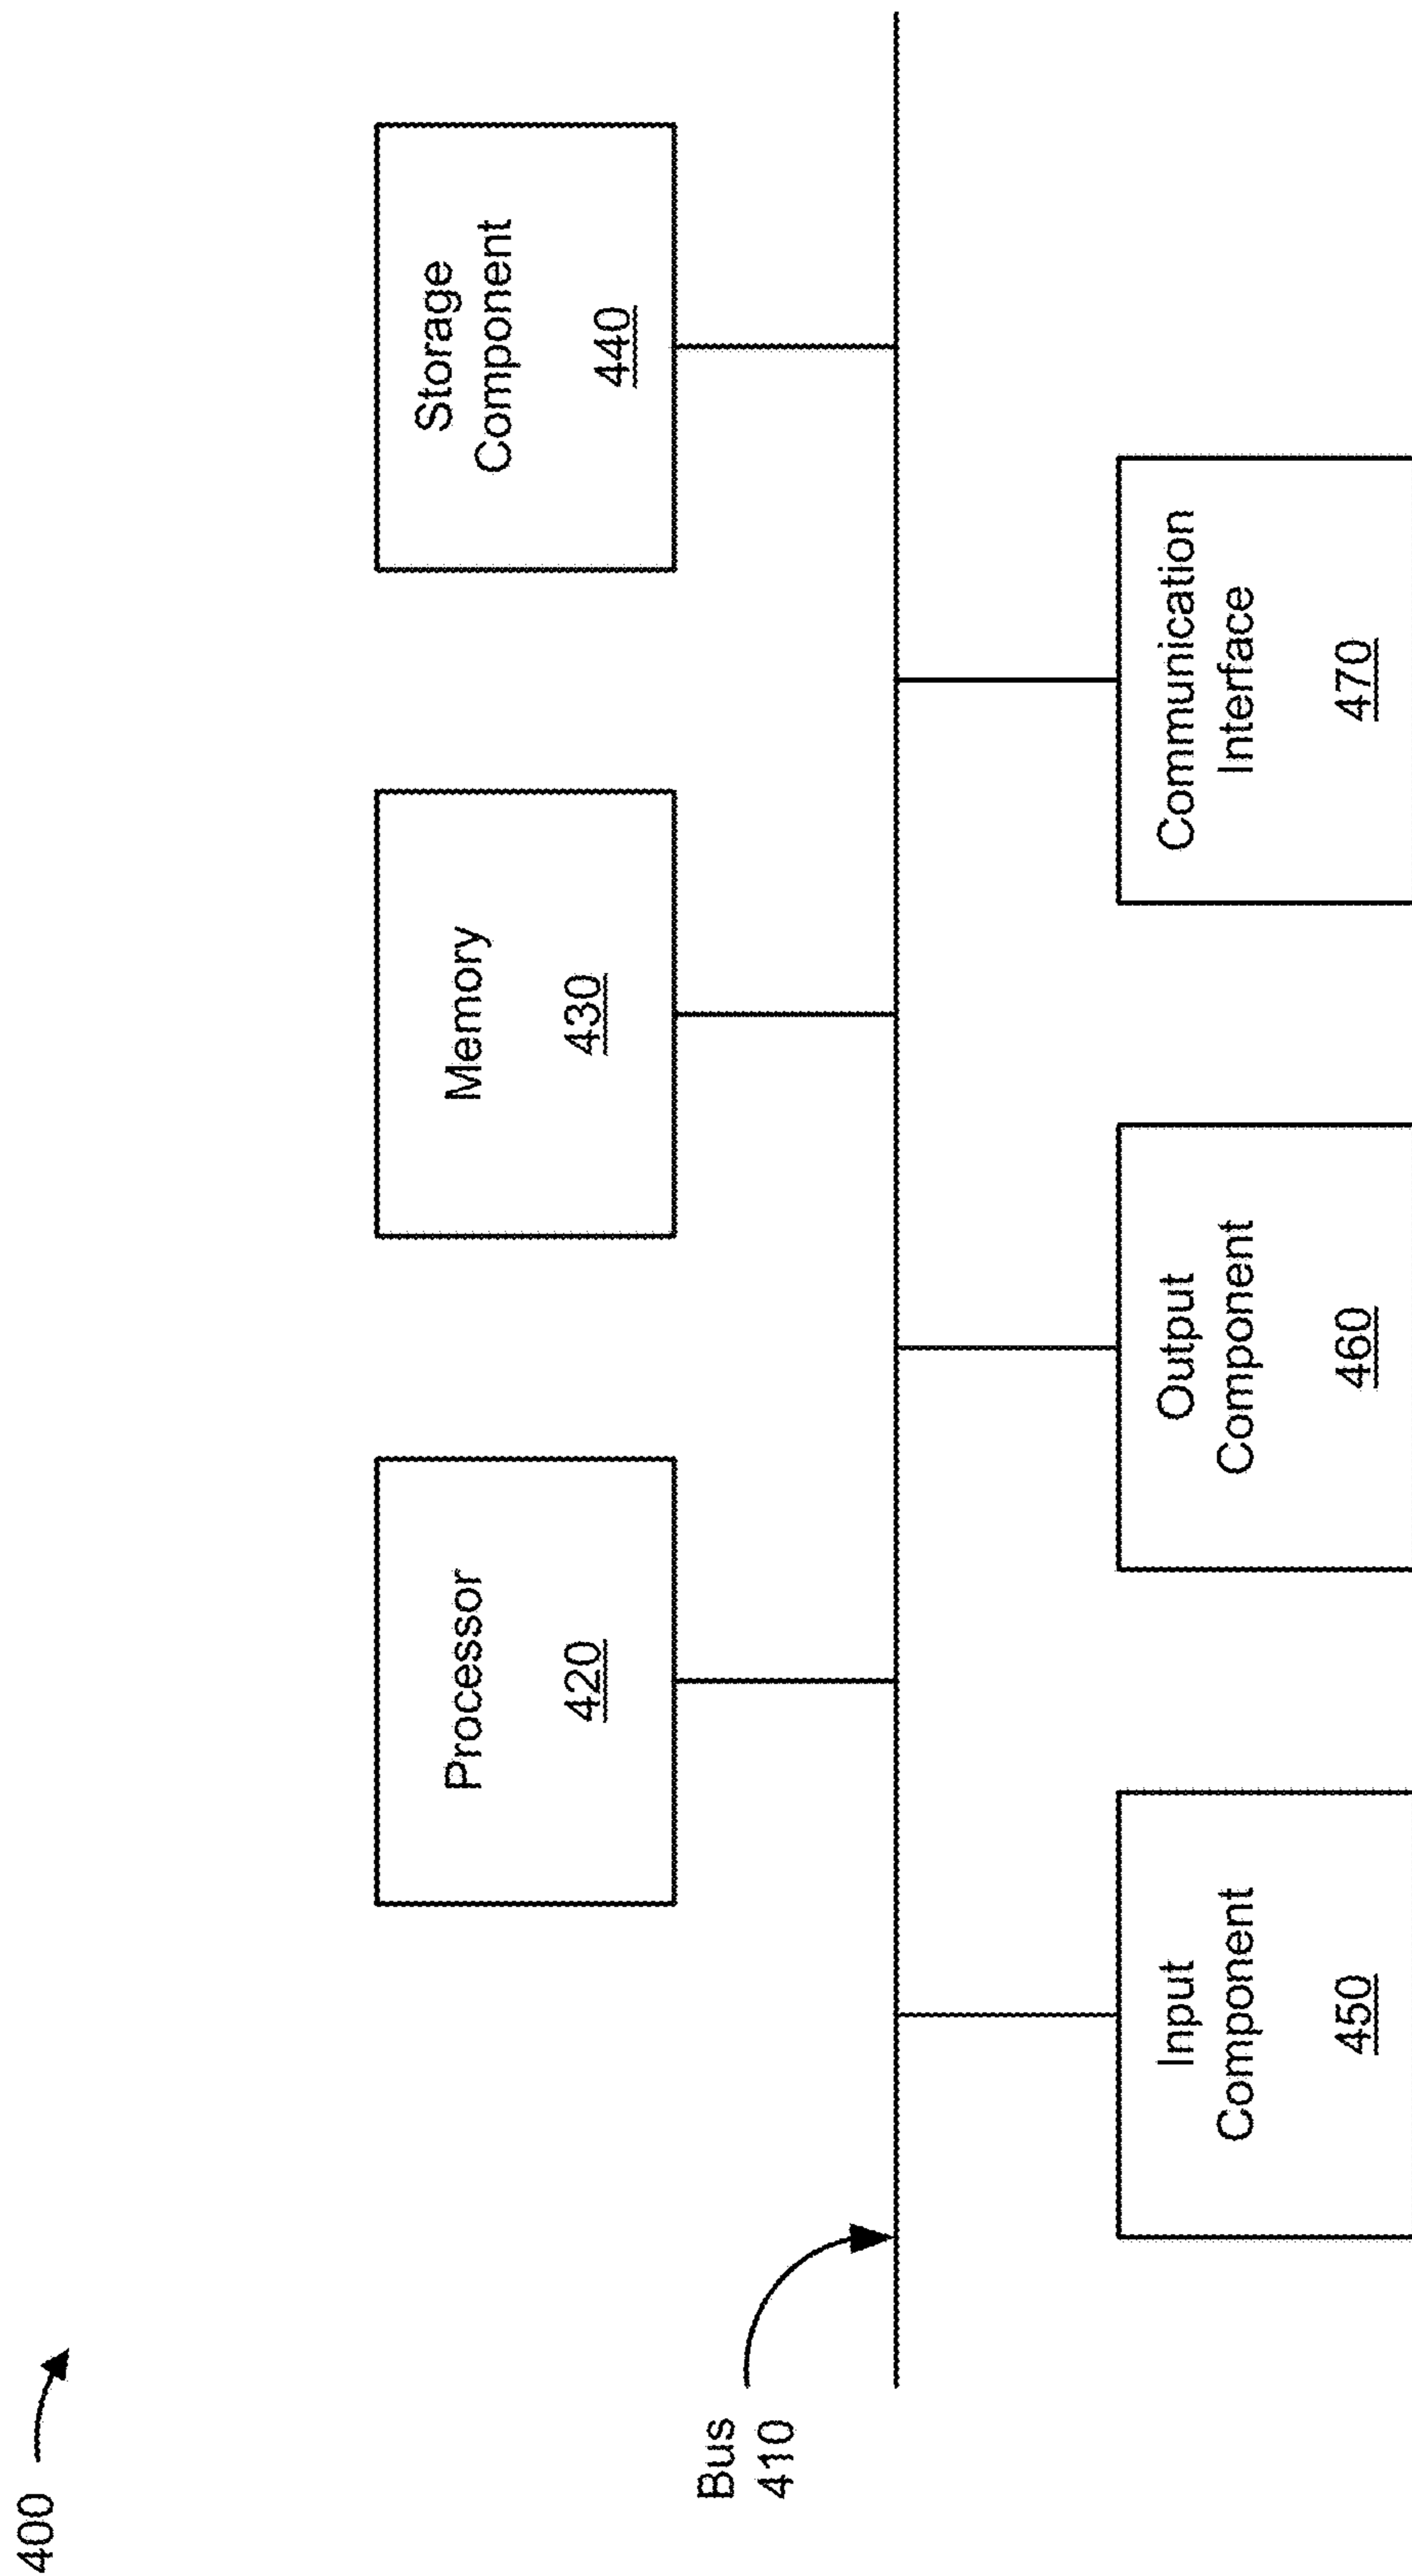 400
Processor
420
Memory
430
Storage
Component
440
Bus
410
Input
Component
450
Output
Component
460
Communication
Interface
470